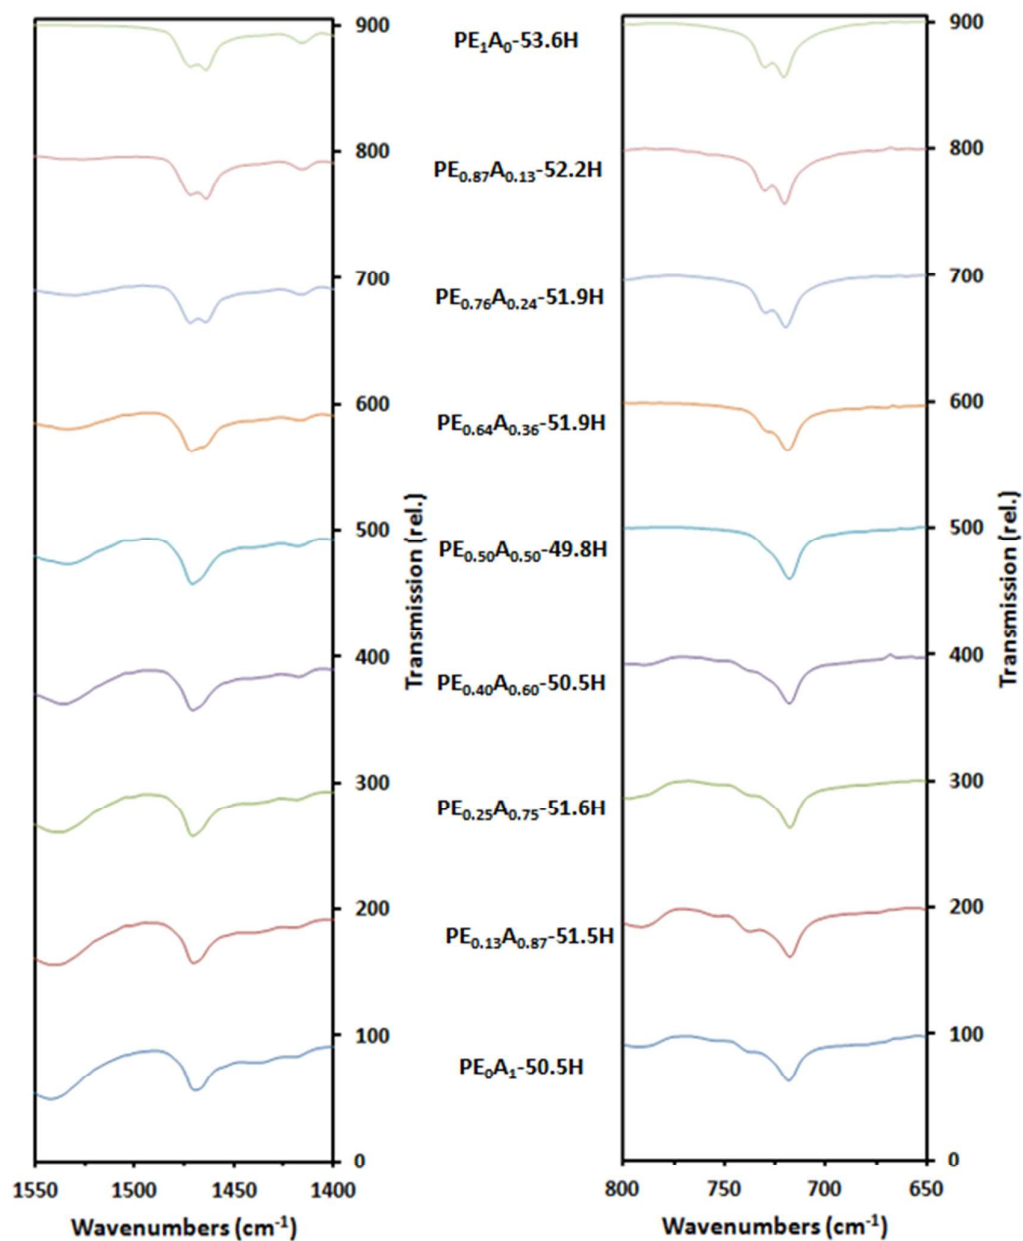 900
800
700
600
500
400
300
200
100
0
Transmission (rel.)
1550 1500 1450 1400
Wavenumbers (cm⁻¹)
PE₁A₀-53.6H
PE₀.₈₇A₀.₁₃-52.2H
PE₀.₇₆A₀.₂₄-51.9H
PE₀.₆₄A₀.₃₆-51.9H
PE₀.₅₀A₀.₅₀-49.8H
PE₀.₄₀A₀.₆₀-50.5H
PE₀.₂₅A₀.₇₅-51.6H
PE₀.₁₃A₀.₈₇-51.5H
PE₀A₁-50.5H
900
800
700
600
500
400
300
200
100
0
Transmission (rel.)
800 750 700 650
Wavenumbers (cm⁻¹)